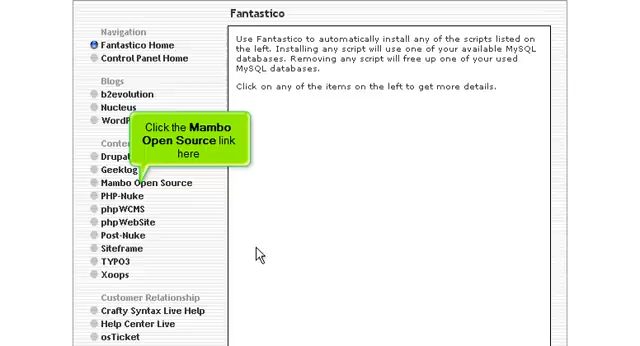 Fantastico
Navigation
Fantastico Home
Control Panel Home
Blogs
b2evolution
Nucleus
Click the Mambo
Open Source link
here
Geeklog
Mambo Open Source
PHP-Nuke
phpWCMS
phpWebSite
Post-Nuke
Siteframe
TYPO3
Xoops
Customer Relationship
Crafty Syntax Live Help
Help Center Live
osTicket
Use Fantastico to automatically install any of the scripts listed on
the left. Installing any script will use one of your available MySQL
databases. Removing any script will free up one of your used
MySQL databases.
Click on any of the items on the left to get more details.